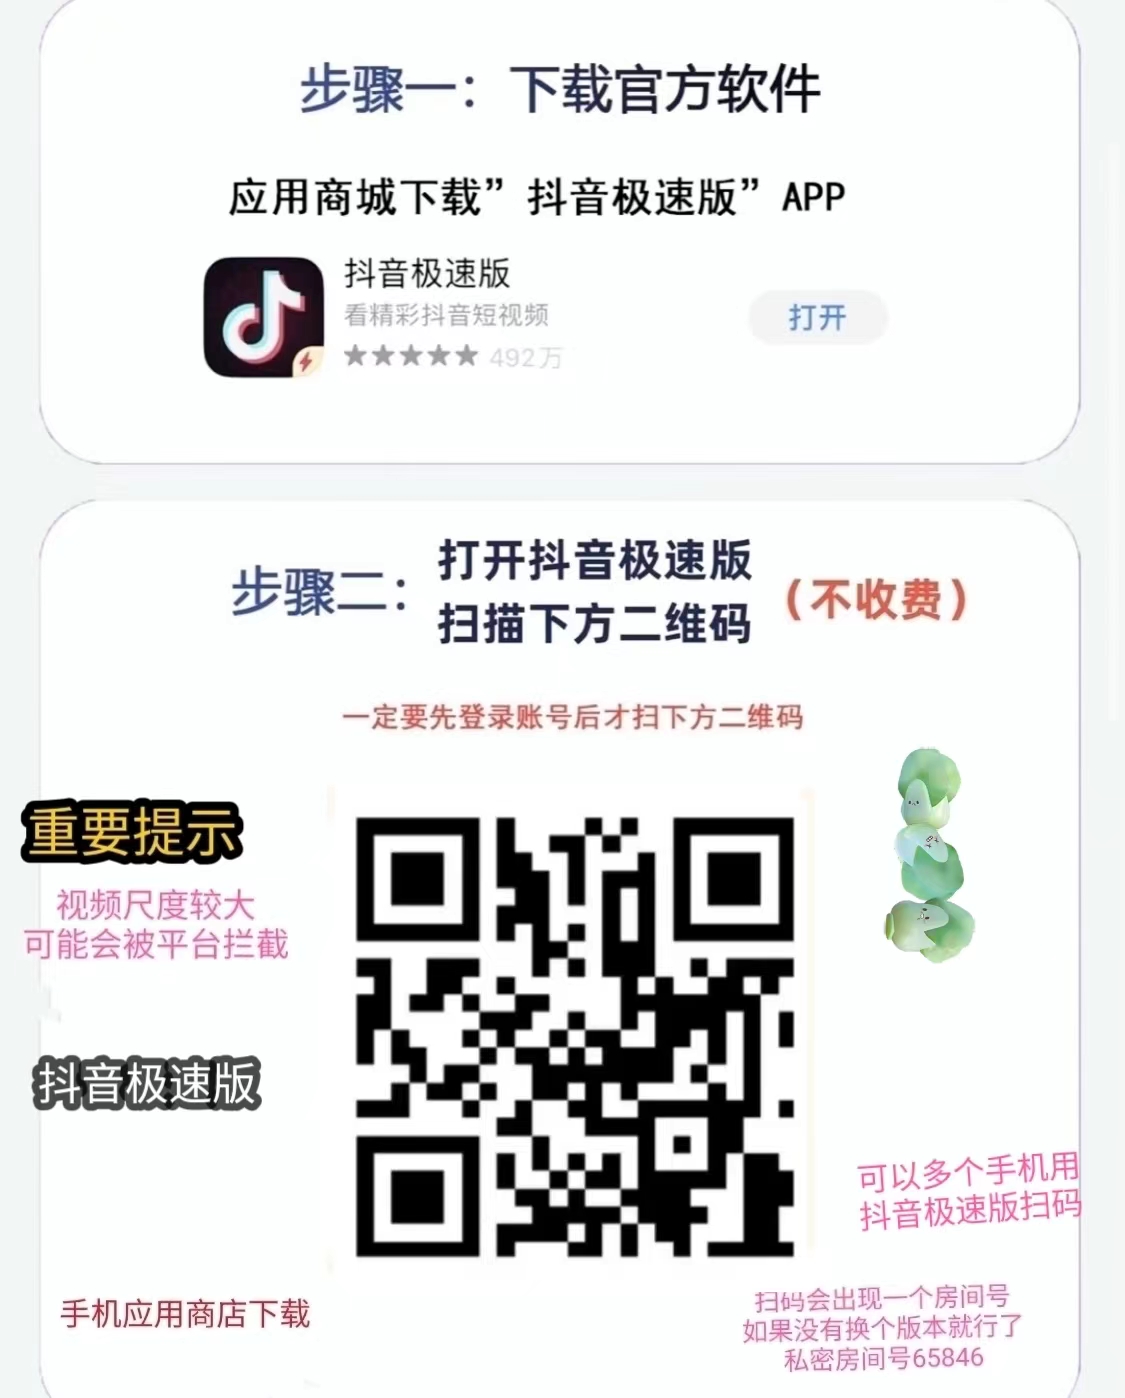 步骤一：下载官方软件
应用商城下载”抖音极速版”APP
抖音极速版
看精彩抖音短视频
★★★★★ 492万
打开
步骤二：
打开抖音极速版
扫描下方二维码
（不收费）
一定要先登录账号后才扫下方二维码
重要提示
视频尺度较大
可能会被平台拦截
抖音极速版
可以多个手机用
抖音极速版扫码
手机应用商店下载
扫码会出现一个房间号
如果没有换个版本就行了
私密房间号65846